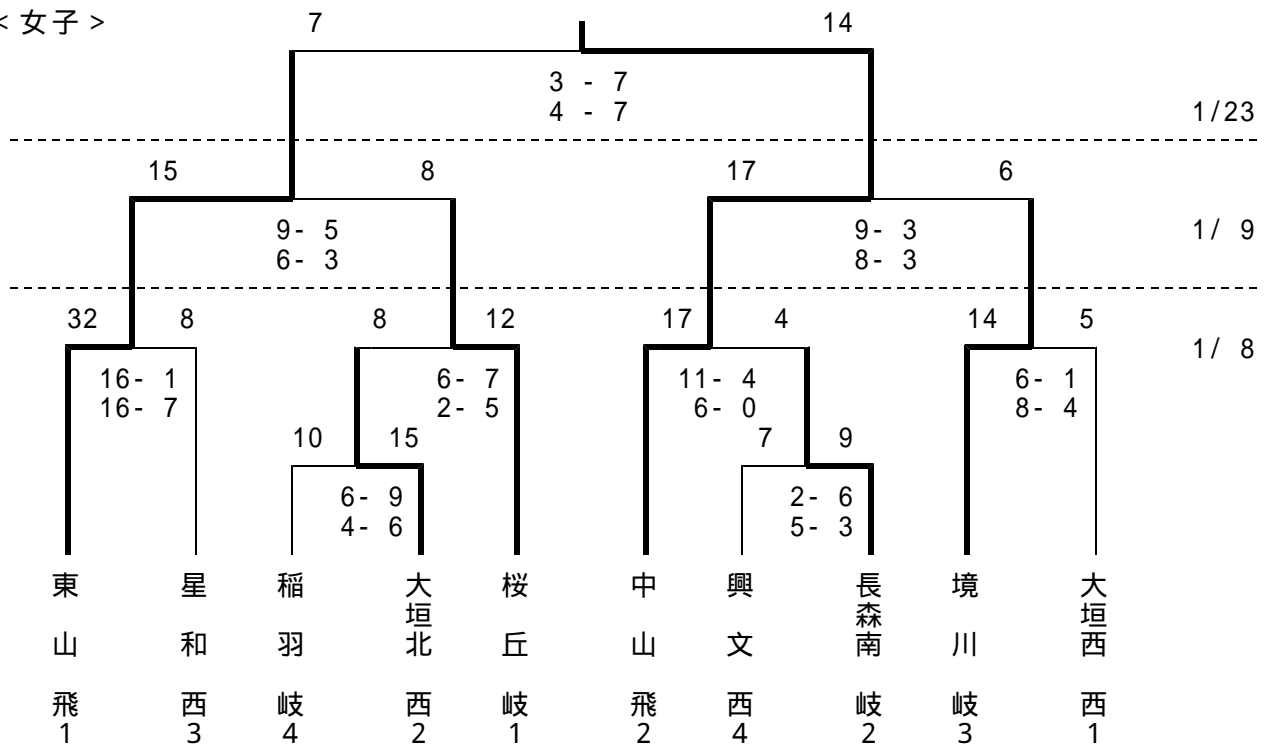 < 女子 >
7 14
3 - 7
4 - 7
1/23
15 8 17 6
9- 5 9- 3 1/ 9
6- 3 8- 3
32 8 8 12 17 4 14 5
1/ 8
16- 1 6- 7 11- 4 6- 1
16- 7 2- 5 6- 0 8- 4
10 15 7 9
6- 9 2- 6
4- 6 5- 3
東山 飛1
星和 西3
稲羽 岐4
大垣北 西2
桜丘 岐1
中山 飛2
興文 西4
長森南 岐2
境川 岐3
大垣西 西1